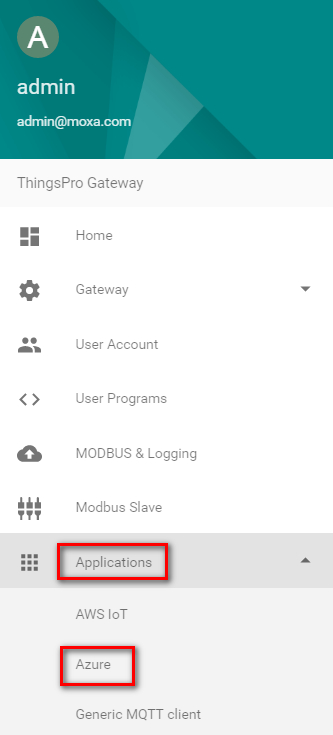 A
admin
admin@moxa.com
ThingsPro Gateway
Home
Gateway
User Account
User Programs
MODBUS & Logging
Modbus Slave
Applications
AWS IoT
Azure
Generic MQTT client